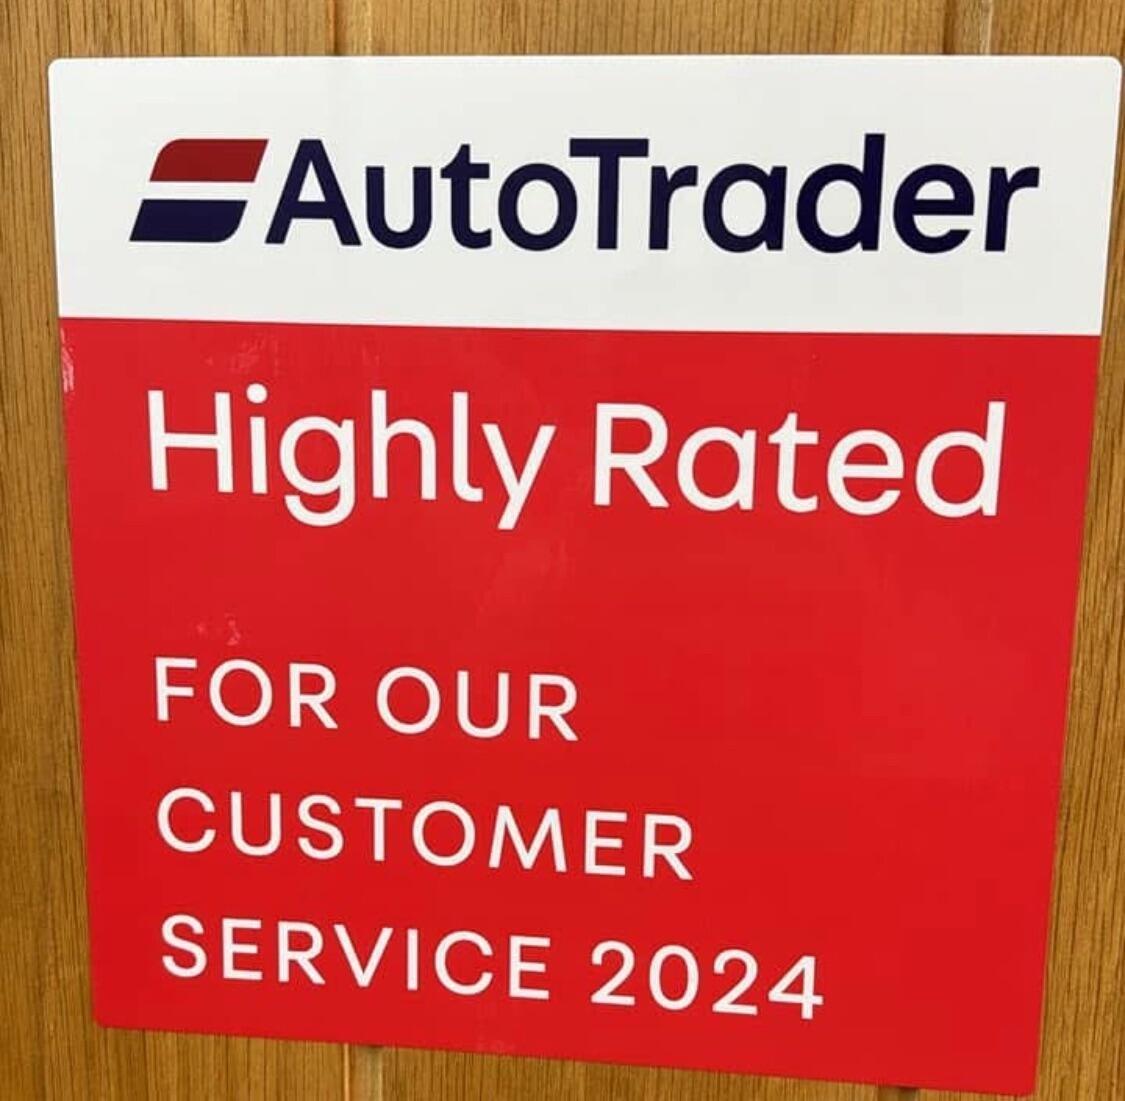 AutoTrader
Highly Rated
FOR OUR
CUSTOMER
SERVICE 2024